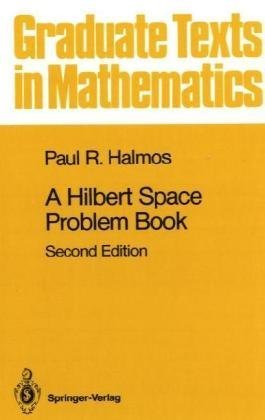 Graduate Texts
in Mathematics
Paul R. Halmos
A Hilbert Space
Problem Book
Second Edition
Springer-Verlag